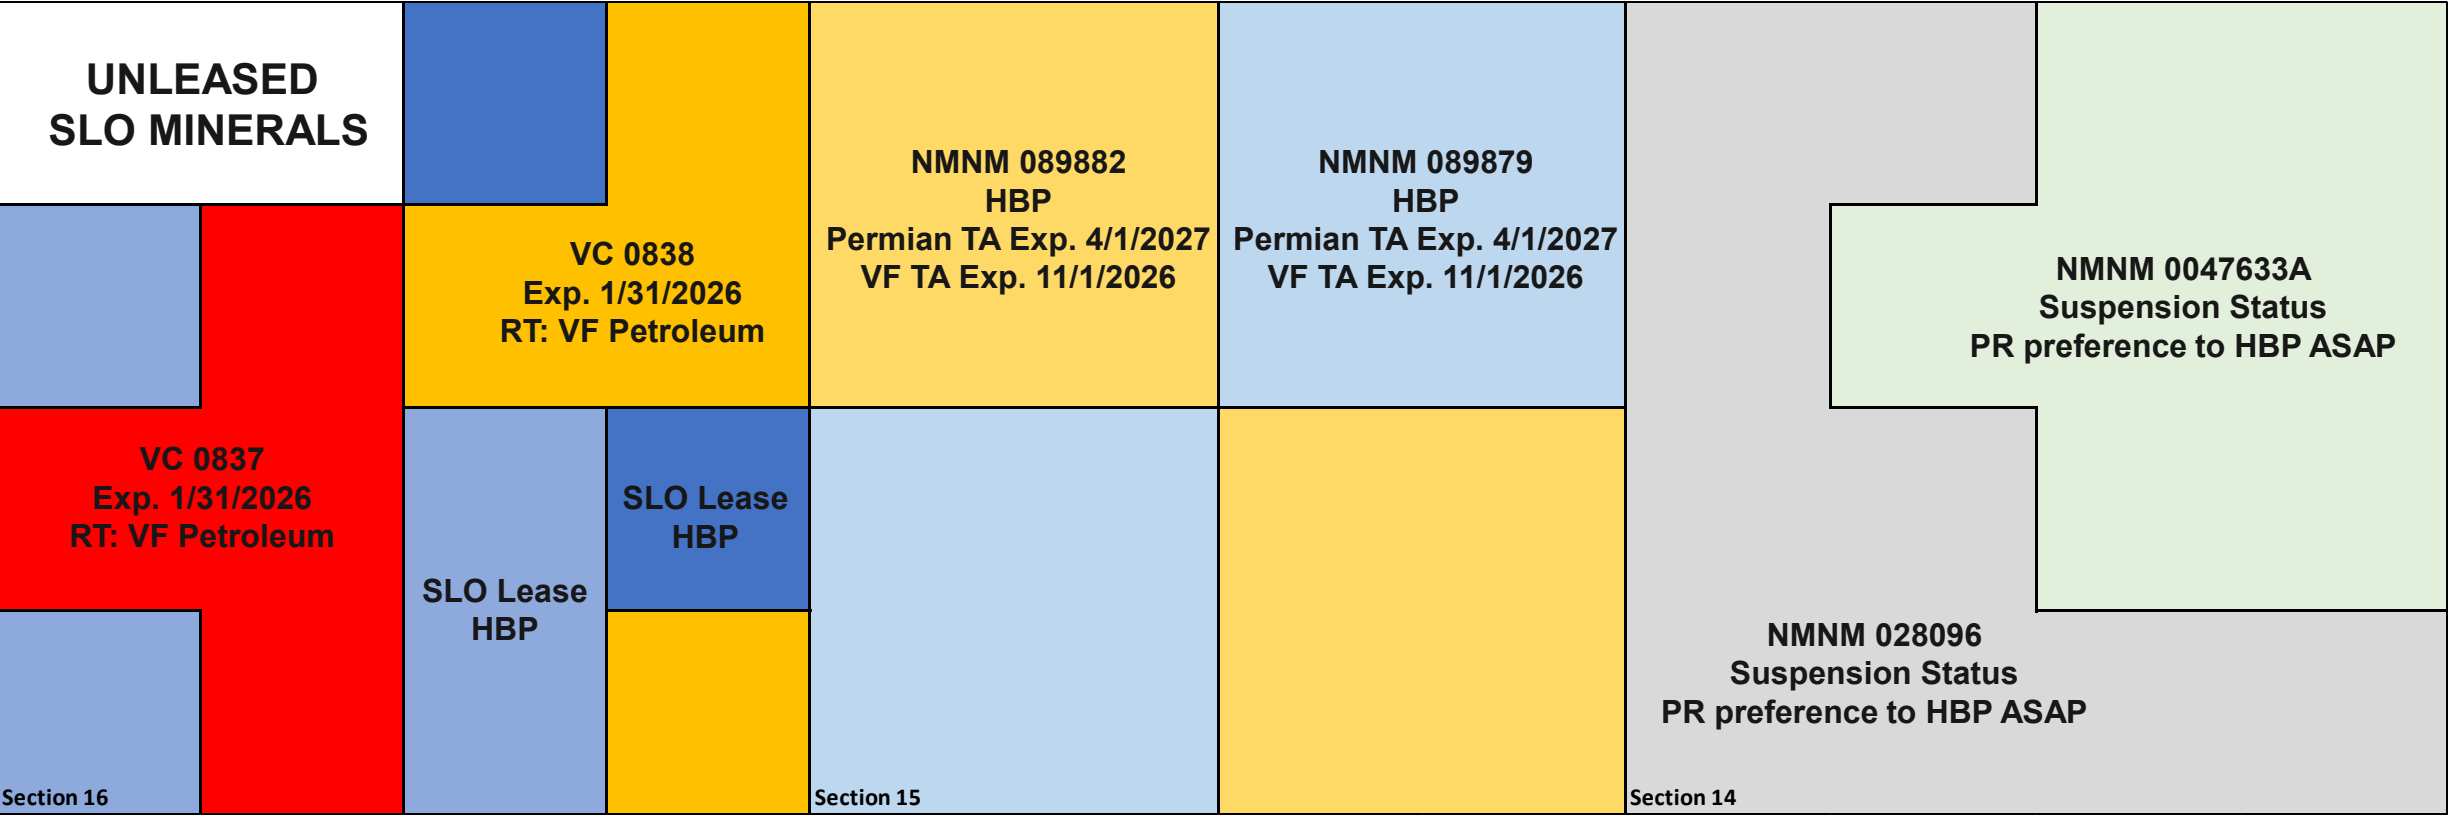 UNLEASED
SLO MINERALS
VC 0837
Exp. 1/31/2026
RT: VF Petroleum
Section 16
VC 0838
Exp. 1/31/2026
RT: VF Petroleum
SLO Lease
HBP
SLO Lease
HBP
NMNM 089882
HBP
Permian TA Exp. 4/1/2027
VF TA Exp. 11/1/2026
Section 15
NMNM 089879
HBP
Permian TA Exp. 4/1/2027
VF TA Exp. 11/1/2026
NMNM 0047633A
Suspension Status
PR preference to HBP ASAP
NMNM 028096
Suspension Status
PR preference to HBP ASAP
Section 14